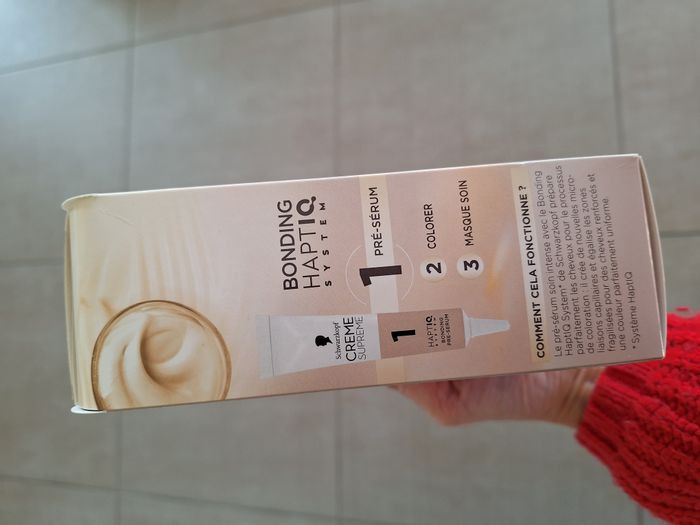 BONDING
HAPTIQ
SYSTEM
1 PRÉ-SÉRUM
2 COLORER
3 MASQUE SOIN
Schwarzkopf
CREME
SUPREME
1
HAPTIQ
SYSTEM
BONDING
PRÉ-SÉRUM
COMMENT CELA FONCTIONNE ?
Le pré-sérum soin intense avec le Bonding
HaptIQ System* de Schwarzkopf prépare
parfaitement les cheveux pour le processus
de coloration : il crée de nouvelles micro-
liaisons capillaires et égalise les zones
fragilisées pour des cheveux renforcés et
une couleur parfaitement uniforme.
* Système HaptIQ